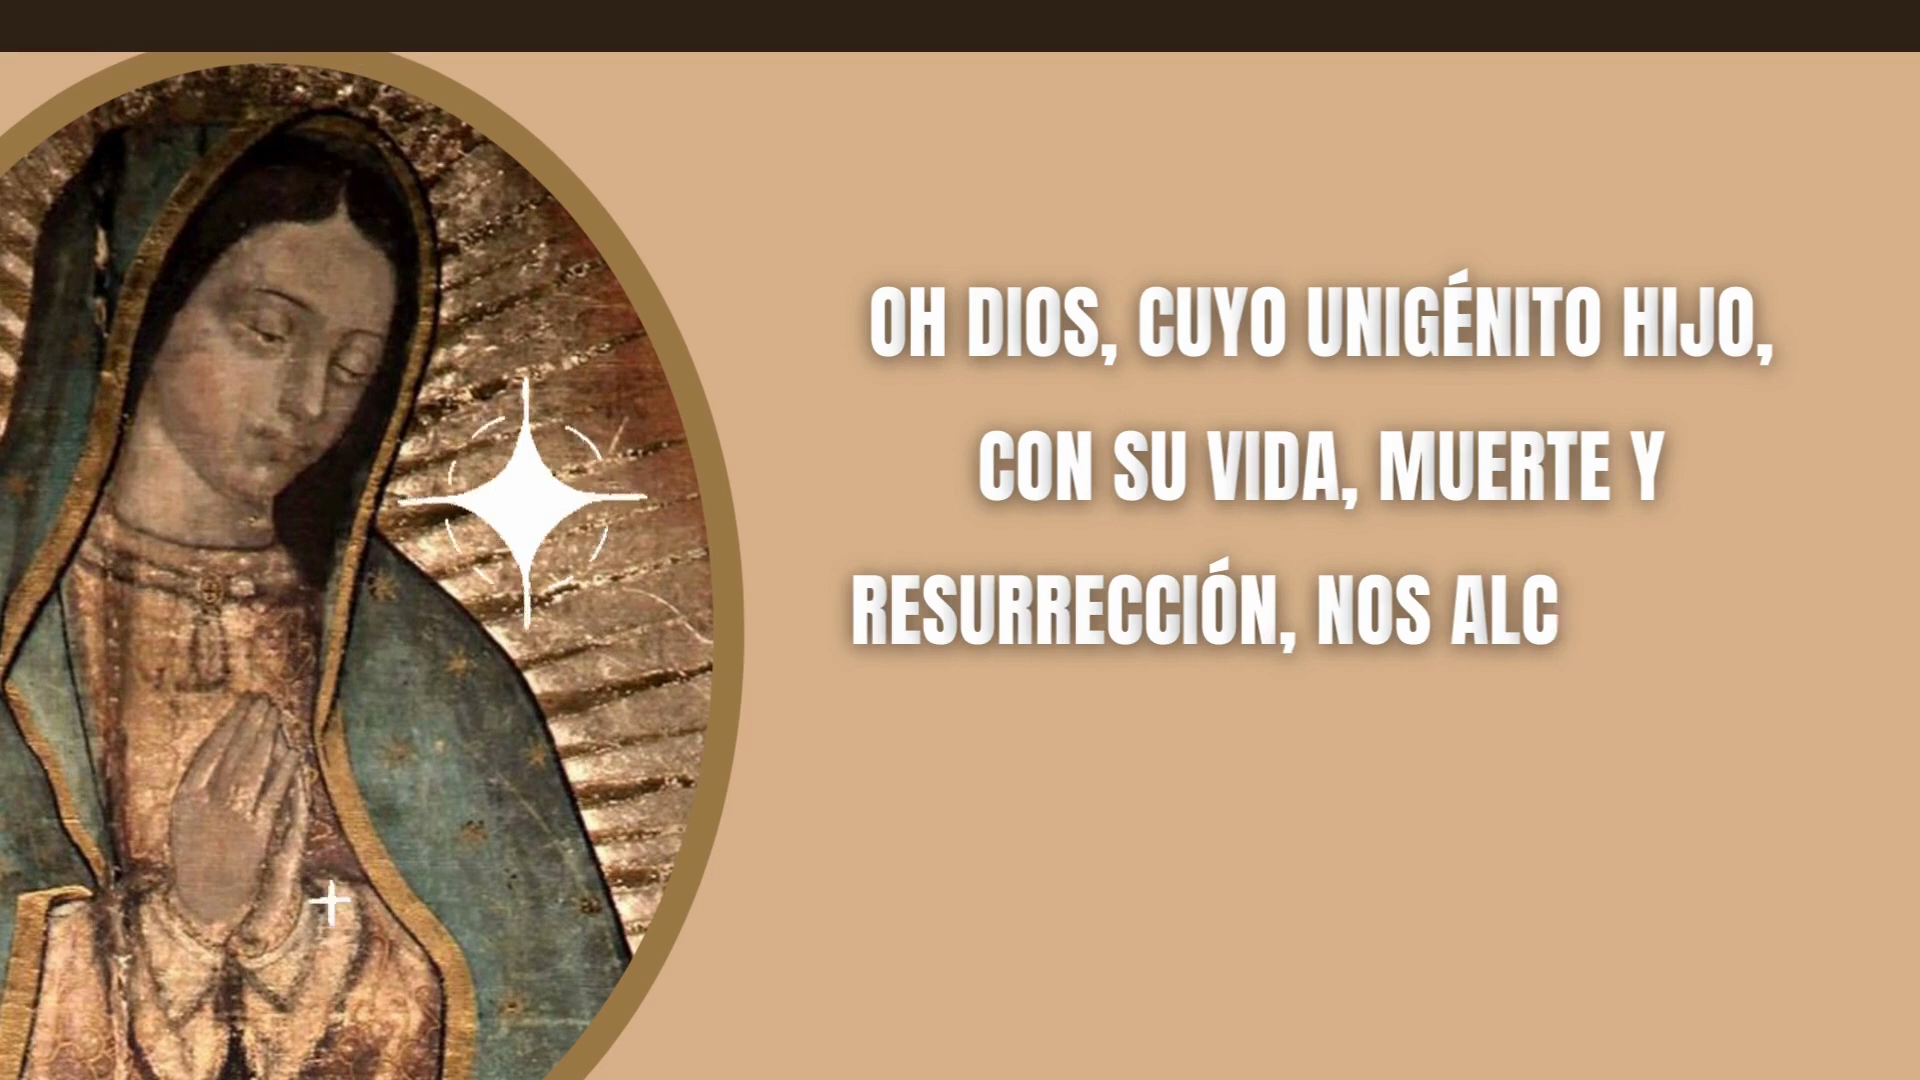 OH DIOS, CUYO UNIGÉNITO HIJO,
CON SU VIDA, MUERTE Y
RESURRECCIÓN, NOS ALC